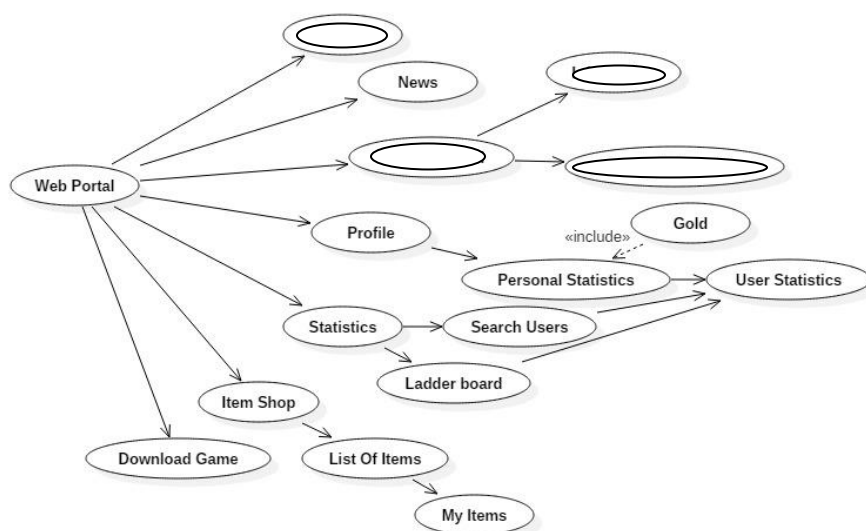 News
Web Portal
Profile
Gold
«include»
Personal Statistics
User Statistics
Statistics
Search Users
Ladder board
Item Shop
Download Game
List Of Items
My Items